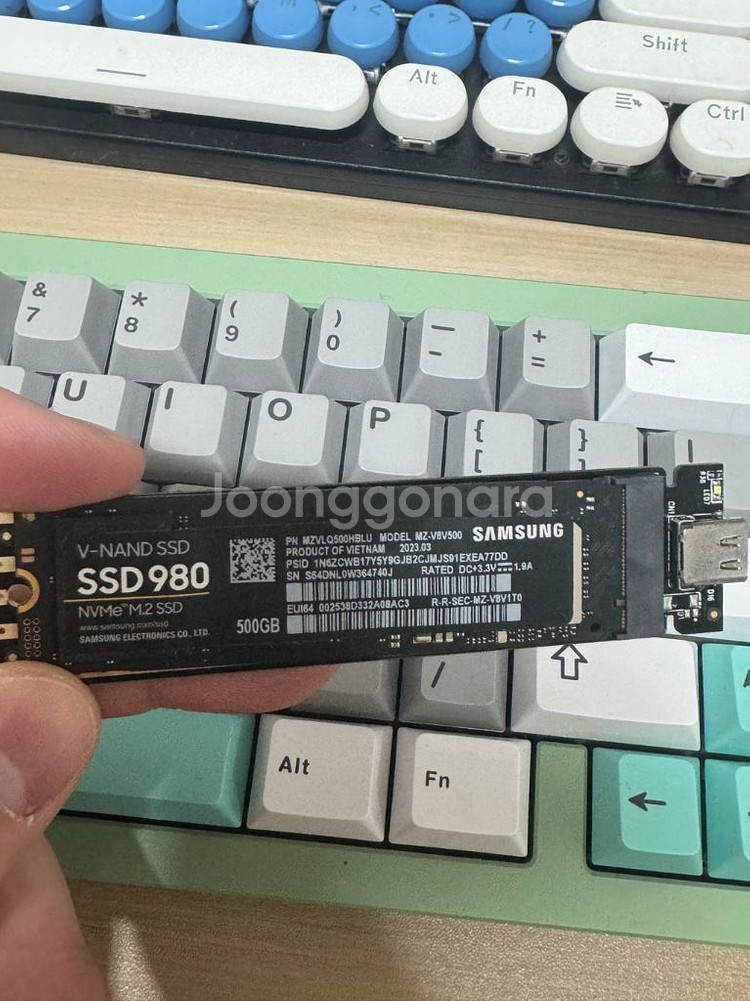 M , < . > / ?
Shift
Alt Fn Ctrl
& 7 * 8 ( 9 ) 0 — - + = ←
U I O P { [ } [
Joonggonara
V-NAND SSD
SSD 980
NVMe™ M.2 SSD
www.samsung.com/ssd
SAMSUNG ELECTRONICS CO., LTD.
500GB
PN MZVLQ500HBLU MODEL MZ-V8V500 SAMSUNG
PRODUCT OF VIETNAM 2023.03
PSID 1N6ZCWB17Y5Y9GJB2CJMJS91EXEA77DD
SN S64DNL0W364740J RATED DC+3.3V 1.9A
EUI64 002538D332A08AC3 R-R-SEC-MZ-V8V1T0
/ 
Alt Fn ←